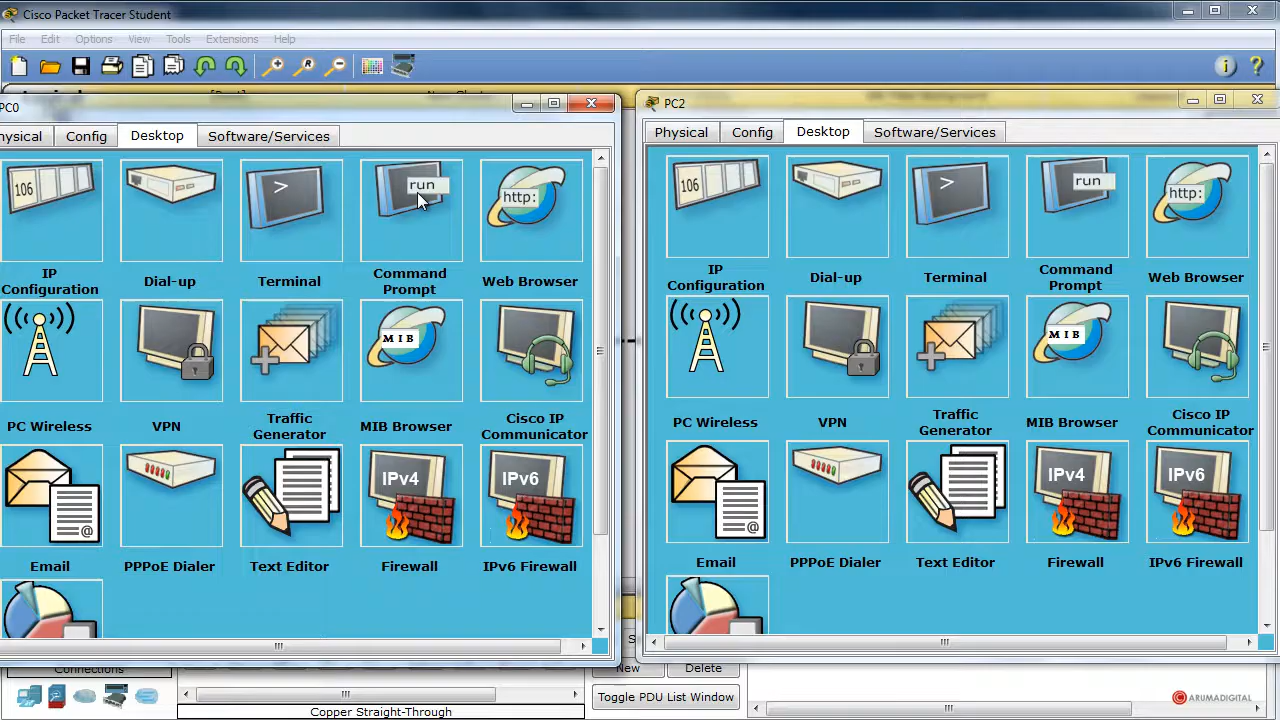 Cisco Packet Tracer Student
File Edit Options View Tools Extensions Help
PC0
hysical Config Desktop Software/Services
106
>
run
http:
IP Configuration
Dial-up
Terminal
Command Prompt
Web Browser
MIB
PC Wireless
VPN
Traffic Generator
MIB Browser
Cisco IP Communicator
@
IPv4
IPv6
Email
PPPoE Dialer
Text Editor
Firewall
IPv6 Firewall
PC2
Physical Config Desktop Software/Services
106
>
run
http:
IP Configuration
Dial-up
Terminal
Command Prompt
Web Browser
MIB
PC Wireless
VPN
Traffic Generator
MIB Browser
Cisco IP Communicator
@
IPv4
IPv6
Email
PPPoE Dialer
Text Editor
Firewall
IPv6 Firewall
Connections
New Delete
Toggle PDU List Window
Copper Straight-Through
ARUMADIGITAL